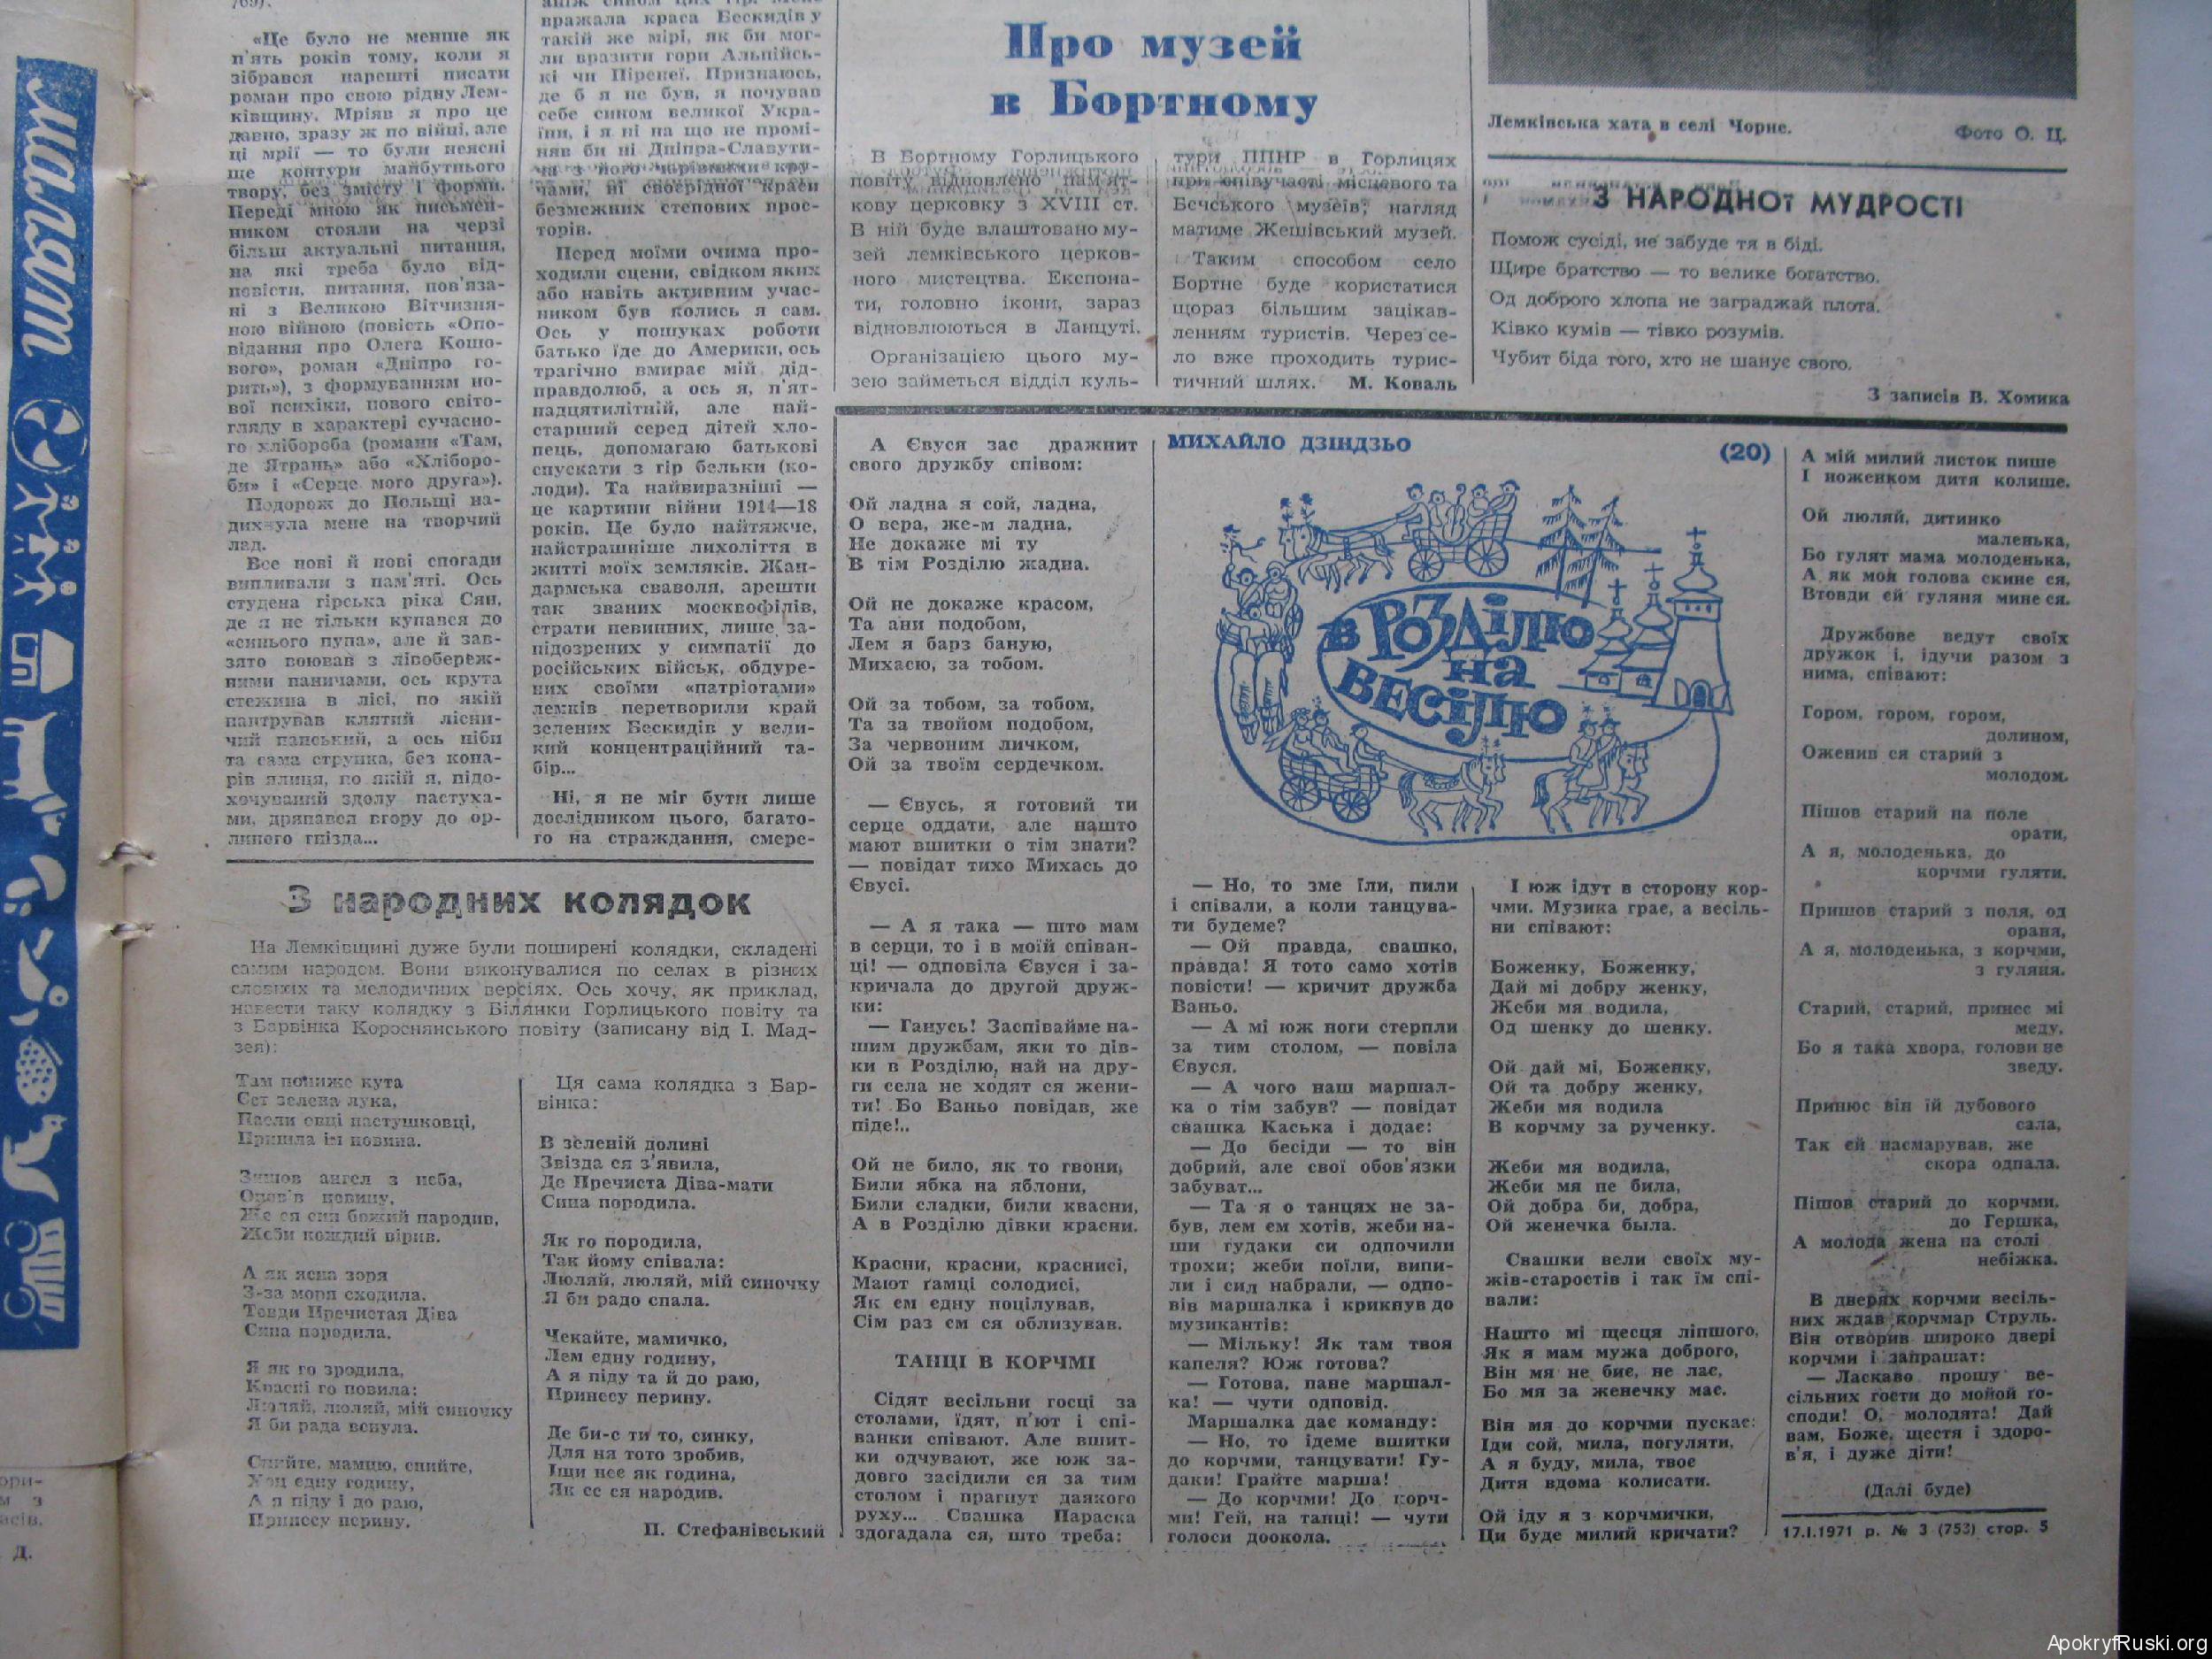 «Це було не менше як
п'ять років тому, коли я
зібрався нарешті писати
роман про свою рідну Лем-
ківщину. Мріяв я про це
давно, зразу ж по війні, але
ці мрії — то були неясні
ще контури майбутнього
твору, без змісту і форми.
Переді мною як письмен-
ником стояли на черзі
більш актуальні питання,
на які треба було від-
повісти, питання, пов'яза-
ні з Великою Вітчизня-
ною війною (повість «Опо-
відання про Олега Кошо-
вого», роман «Дніпро го-
рить»), з формуванням но-
вої психіки, нового світо-
гляду в характері сучасно-
го хлібороба (романи «Там,
де Ятрань» або «Хліборо-
би» і «Серце мого друга»).
Подорож до Польщі на-
дихнула мене на творчий
лад.
Все нові й нові спогади
випливали з пам'яті. Ось
студена гірська ріка Сян,
де я не тільки купався до
«синього пупа», але й зав-
зято воював з лівобереж-
ними паничами, ось крута
стежина в лісі, по якій
пантрував клятий лісни-
чий панський, а ось ніби
та сама струнка, без кона-
рів ялиця, по якій я, підо-
хочуваний здолу пастуха-
ми, дряпався вгору до ор-
линого гнізда...
вражала краса Бескидів у
такій же мірі, як би мог-
ли вразити гори Альпійсь-
кі чи Піренеї. Признаюсь,
де б я не був, я почував
себе сином великої Укра-
їни, і я ні на що не промі-
няв би ні Дніпра-Славути-
чи з його чарівними кру-
чами, ні своєрідної краси
безмежних степових прос-
торів.
Перед моїми очима про-
ходили сцени, свідком яких
або навіть активним учас-
ником був колись я сам.
Ось у пошуках роботи
батько їде до Америки, ось
трагічно вмирає мій дід-
правдолюб, а ось я, п'ят-
надцятилітній, але най-
старший серед дітей хло-
пець, допомагаю батькові
спускати з гір бельки (ко-
лоди). Та найвиразніші —
це картини війни 1914—18
років. Це було найтяжче,
найстрашніше лихоліття в
житті моїх земляків. Жан-
дармська сваволя, арешти
так званих москвофілів,
страти невинних, лише за-
підозрених у симпатії до
російських військ, обдуре-
них своїми «патріотами»
лемків перетворили край
зелених Бескидів у вели-
кий концентраційний та-
бір...
Ні, я не міг бути лише
дослідником цього, багато-
го на страждання, смере-
З народних колядок
На Лемківщині дуже були поширені колядки, складені
самим народом. Вони виконувалися по селах в різних
словних та мелодичних версіях. Ось хочу, як приклад,
навести таку колядку з Білянки Горлицького повіту та
з Барвінка Короснянського повіту (записану від І. Мад-
зея):
Там пониже кута
Єст зелена лука,
Пасли овці пастушковці,
Пришла їм новина.
Зишов ангел з неба,
Опов'в новину,
Же ся син божий народив,
Жеби кождий вірив.
А як ясна зоря
З-за моря сходила,
Товди Пречистая Діва
Сина породила.
Я як го зродила,
Красні го повила:
Люляй, люляй, мій синочку
Я би рада вснула.
Спийте, мамцю, спийте,
Хоц єдну годину,
А я піду і до раю,
Принесу перину.
Ця сама колядка з Бар-
вінка:
В зеленій долині
Звізда ся з'явила,
Де Пречиста Діва-мати
Сина породила.
Як го породила,
Так йому співала:
Люляй, люляй, мій синочку
Я би радо спала.
Чекайте, мамичко,
Лем єдну годину,
А я піду та й до раю,
Принесу перину.
Де би-с ти то, синку,
Для ня тото зробив,
Іши неє як година,
Як єс ся народив.
П. Стефанівський
Про музей
в Бортному
В Бортному Горлицького
повіту відновлено пам'ят-
кову церковку з XVIII ст.
В ній буде влаштовано му-
зей лемківського церков-
ного мистецтва. Експона-
ти, головно ікони, зараз
відновлюються в Ланцуті.
Організацією цього му-
зею займеться відділ куль-
тури ППНР в Горлицях
при співучасті місцевого та
Бечського музеїв; нагляд
матиме Жешівський музей.
Таким способом село
Бортне буде користатися
щораз більшим зацікав-
ленням туристів. Через се-
ло вже проходить турис-
тичний шлях. М. Коваль
Лемківська хата в селі Чорне.
Фото О. Ц.
З НАРОДНОЇ МУДРОСТІ
Помож сусіді, не забуде тя в біді.
Щире братство — то велике богатство.
Од доброго хлопа не заграджай плота.
Ківко кумів — тівко розумів.
Чубит біда того, хто не шанує свого.
З записів В. Хомика
А Євуся зас дражнит
свого дружбу співом:
Ой ладна я сой, ладна,
О вера, же-м ладна,
Не докаже мі ту
В тім Розділю жадна.
Ой не докаже красом,
Та ани подобом,
Лем я барз баную,
Михасю, за тобом.
Ой за тобом, за тобом,
Та за твойом подобом,
За червоним личком,
Ой за твоїм сердечком.
— Євусь, я готовий ти
серце оддати, але нашто
мают вшитки о тім знати?
— повідат тихо Михась до
Євусі.
— А я така — што мам
в серци, то і в моїй співан-
ці! — одповіла Євуся і за-
кричала до другой друж-
ки:
— Ганусь! Заспівайме на-
шим дружбам, яки то дів-
ки в Розділю, най на дру-
ги села не ходят ся жени-
ти! Бо Ваньо повідав, же
піде!..
Ой не било, як то гвони,
Били ябка на яблони,
Били сладки, били квасни,
А в Розділю дівки красни.
Красни, красни, краснисі,
Мают ґамці солодисі,
Як ем єдну поцілував,
Сім раз єм ся облизував.
ТАНЦІ В КОРЧМІ
Сідят весільни госці за
столами, їдят, п'ют і спі-
ванки співают. Але вшит-
ки одчувают, же юж за-
довго засідили ся за тим
столом і прагнут даякого
руху... Свашка Параска
здогадала ся, што треба:
МИХАЙЛО ДЗІНДЗЬО
(20)
в РОЗДІЛЮ
на
ВЕСІЛЮ
— Но, то зме їли, пили
і співали, а коли танцува-
ти будеме?
— Ой правда, свашко,
правда! Я тото само хотів
повісти! — кричит дружба
Ваньо.
— А мі юж ноги стерпли
за тим столом, — повіла
Євуся.
— А чого наш маршал-
ка о тім забув? — повідат
свашка Каська і додає:
— До бесіди — то він
добрий, але свої обов'язки
забуват...
— Та я о танцях не за-
був, лем єм хотів, жеби на-
ши гудаки си одпочили
трохи; жеби поїли, випи-
ли і сил набрали, — одпо-
вів маршалка і крикнув до
музикантів:
— Мільку! Як там твоя
капеля? Юж готова?
— Готова, пане маршал-
ка! — чути одповід.
Маршалка дає команду:
— Но, то ідеме вшитки
до корчми, танцувати! Гу-
даки! Грайте марша!
— До корчми! До корч-
ми! Гей, на танці! — чути
голоси доокола.
І юж ідут в сторону кор-
чми. Музика грає, а весіль-
ни співают:
Боженку, Боженку,
Дай мі добру женку,
Жеби мя водила,
Од шенку до шенку.
Ой дай мі, Боженку,
Ой та добру женку,
Жеби мя водила
В корчму за рученку.
Жеби мя водила,
Жеби мя не била,
Ой добра би, добра,
Ой женечка была.
Свашки вели своїх му-
жів-старостів і так їм спі-
вали:
Нашто мі щесця ліпшого,
Як я мам мужа доброго,
Він мя не биє, не лає,
Бо мя за женечку має.
Він мя до корчми пускає:
Іди сой, мила, погуляти,
А я буду, мила, твоє
Дитя вдома колисати.
Ой іду я з корчмички,
Ци буде милий кричати?
А мій милий листок пише
І ноженком дитя колише.
Ой люляй, дитинко
маленька,
Бо гулят мама молоденька,
А як мой голова скине ся,
Втовди єй гуляня мине ся.
Дружбове ведут своїх
дружок і, ідучи разом з
нима, співают:
Гором, гором, гором,
долином,
Оженив ся старий з
молодом.
Пішов старий на поле
орати,
А я, молоденька, до
корчми гуляти.
Пришов старий з поля, од
ораня,
А я, молоденька, з корчми,
з гуляня.
Старий, старий, принес мі
меду,
Бо я така хвора, голови не
зведу.
Принюс він їй дубового
сала,
Так єй насмарував, же
скора одпала.
Пішов старий до корчми,
до Гершка,
А молода жена на столі
небіжка.
В дверях корчми весіль-
них ждав корчмар Струль.
Він отворив широко двері
корчми і запрашат:
— Ласкаво прошу ве-
сільних гости до мойой го-
споди! О, молодята! Дай
вам, Боже, щестя і здоро-
в'я, і дуже діти!
(Далі буде)
17.I.1971 р. № 3 (753) стор. 5
ApokryfRuski.org